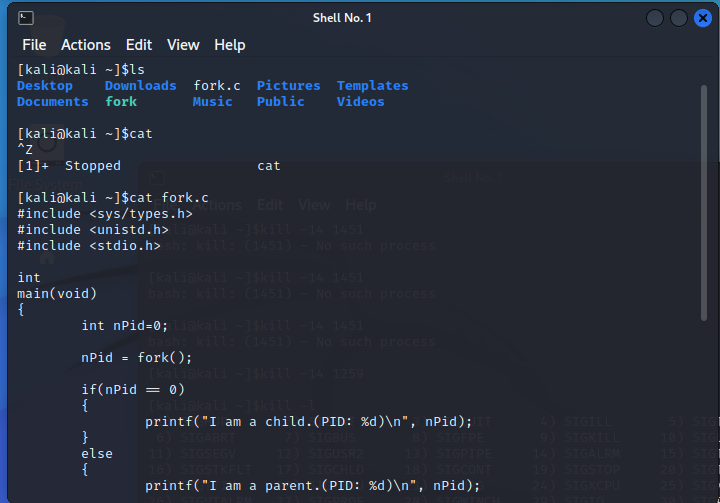 Shell No. 1
File Actions Edit View Help
[kali@kali ~]$ls
Desktop Downloads fork.c Pictures Templates
Documents fork Music Public Videos
[kali@kali ~]$cat
^Z
[1]+ Stopped cat
[kali@kali ~]$cat fork.c
#include <sys/types.h>
#include <unistd.h>
#include <stdio.h>
int
main(void)
{
int nPid=0;
nPid = fork();
if(nPid == 0)
{
printf("I am a child.(PID: %d)\n", nPid);
}
else
{
printf("I am a parent.(PID: %d)\n", nPid);